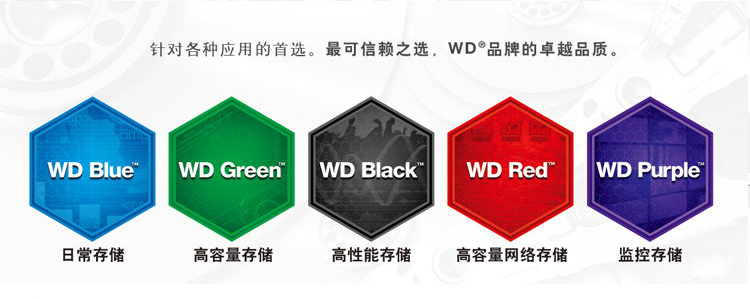 针对各种应用的首选。最可信赖之选，WD®品牌的卓越品质。
WD Blue™ WD Green™ WD Black™ WD Red™ WD Purple™
日常存储 高容量存储 高性能存储 高容量网络存储 监控存储